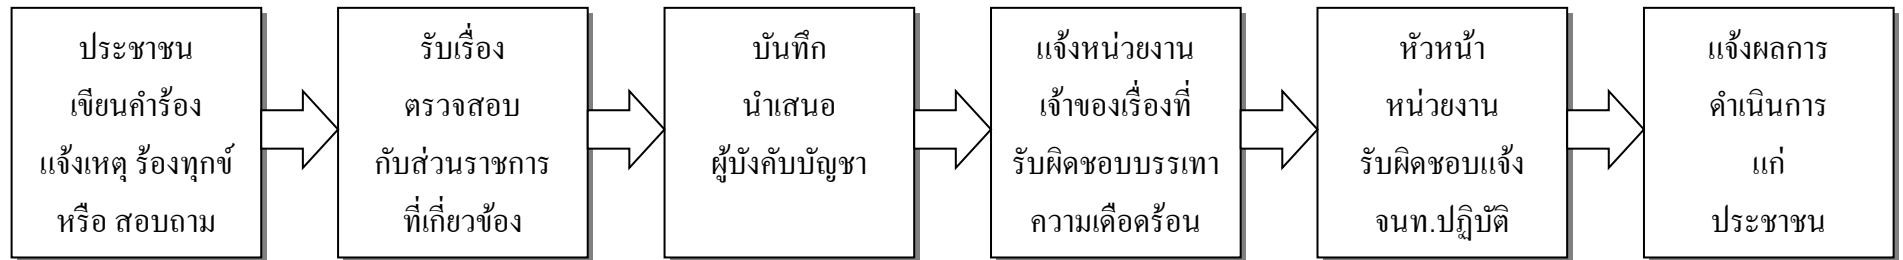 ประชาชน
เขียนคำร้อง
แจ้งเหตุ ร้องทุกข์
หรือ สอบถาม
รับเรื่อง
ตรวจสอบ
กับส่วนราชการ
ที่เกี่ยวข้อง
บันทึก
นำเสนอ
ผู้บังคับบัญชา
แจ้งหน่วยงาน
เจ้าของเรื่องที่
รับผิดชอบบรรเทา
ความเดือดร้อน
หัวหน้า
หน่วยงาน
รับผิดชอบแจ้ง
จนท.ปฏิบัติ
แจ้งผลการ
ดำเนินการ
แก่
ประชาชน